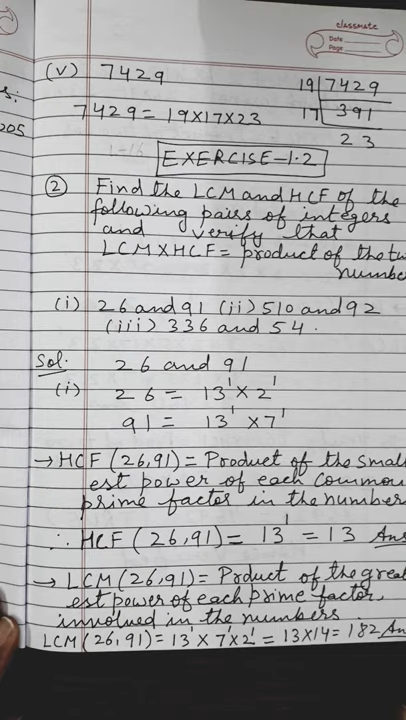 classmate
Date
Page
(v) 7429
19 | 7429
7429 = 19×17×23
17 | 391
23
205
EXERCISE-1.2
② Find the LCM and HCF of the
following pairs of integers
and verify that
LCM×HCF = product of the tw
numbe
(i) 26 and 91 (ii) 510 and 92
(iii) 336 and 54.
Sol. 26 and 91
(i) 26 = 13¹ × 2¹
91 = 13¹ × 7¹
→ HCF (26,91) = Product of the small
est power of each common
prime factor in the number
∴ HCF (26,91) = 13¹ = 13 Ans
→ LCM (26,91) = Prduct of the great
est power of each prime factor,
involved in the numbers.
LCM (26,91) = 13¹ × 7¹ × 2¹ = 13×14 = 182 An